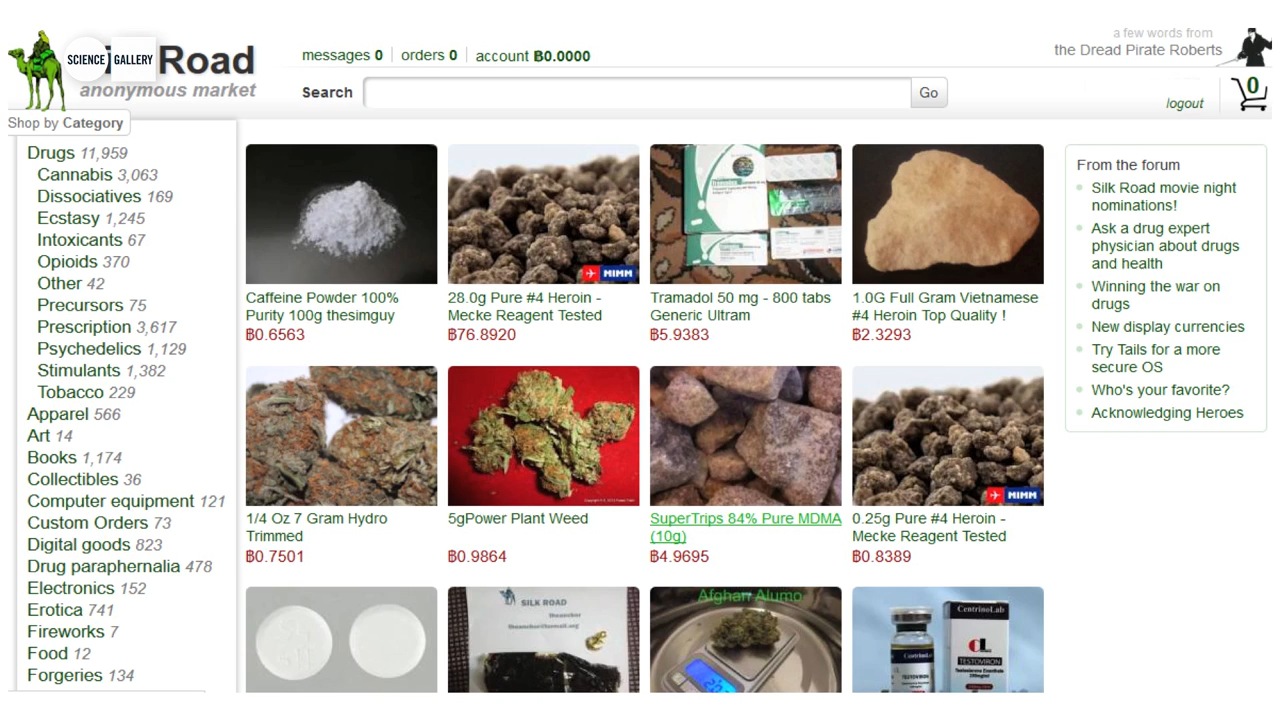 SCIENCE GALLERY
Road
anonymous market
messages 0 orders 0 account ฿0.0000
a few words from
the Dread Pirate Roberts
Search
Go
logout
0
Shop by Category
Drugs 11,959
Cannabis 3,063
Dissociatives 169
Ecstasy 1,245
Intoxicants 67
Opioids 370
Other 42
Precursors 75
Prescription 3,617
Psychedelics 1,129
Stimulants 1,382
Tobacco 229
Apparel 566
Art 14
Books 1,174
Collectibles 36
Computer equipment 121
Custom Orders 73
Digital goods 823
Drug paraphernalia 478
Electronics 152
Erotica 741
Fireworks 7
Food 12
Forgeries 134
Caffeine Powder 100%
Purity 100g thesimguy
฿0.6563
MIMM
28.0g Pure #4 Heroin -
Mecke Reagent Tested
฿76.8920
Tramadol 50 mg - 800 tabs
Generic Ultram
฿5.9383
1.0G Full Gram Vietnamese
#4 Heroin Top Quality !
฿2.3293
1/4 Oz 7 Gram Hydro
Trimmed
฿0.7501
5gPower Plant Weed
฿0.9864
SuperTrips 84% Pure MDMA
(10g)
฿4.9695
MIMM
0.25g Pure #4 Heroin -
Mecke Reagent Tested
฿0.8389
SILK ROAD
Afghan Alumo
CentrinoLab
CL
TESTOVIRON
From the forum
Silk Road movie night
nominations!
Ask a drug expert
physician about drugs
and health
Winning the war on
drugs
New display currencies
Try Tails for a more
secure OS
Who's your favorite?
Acknowledging Heroes